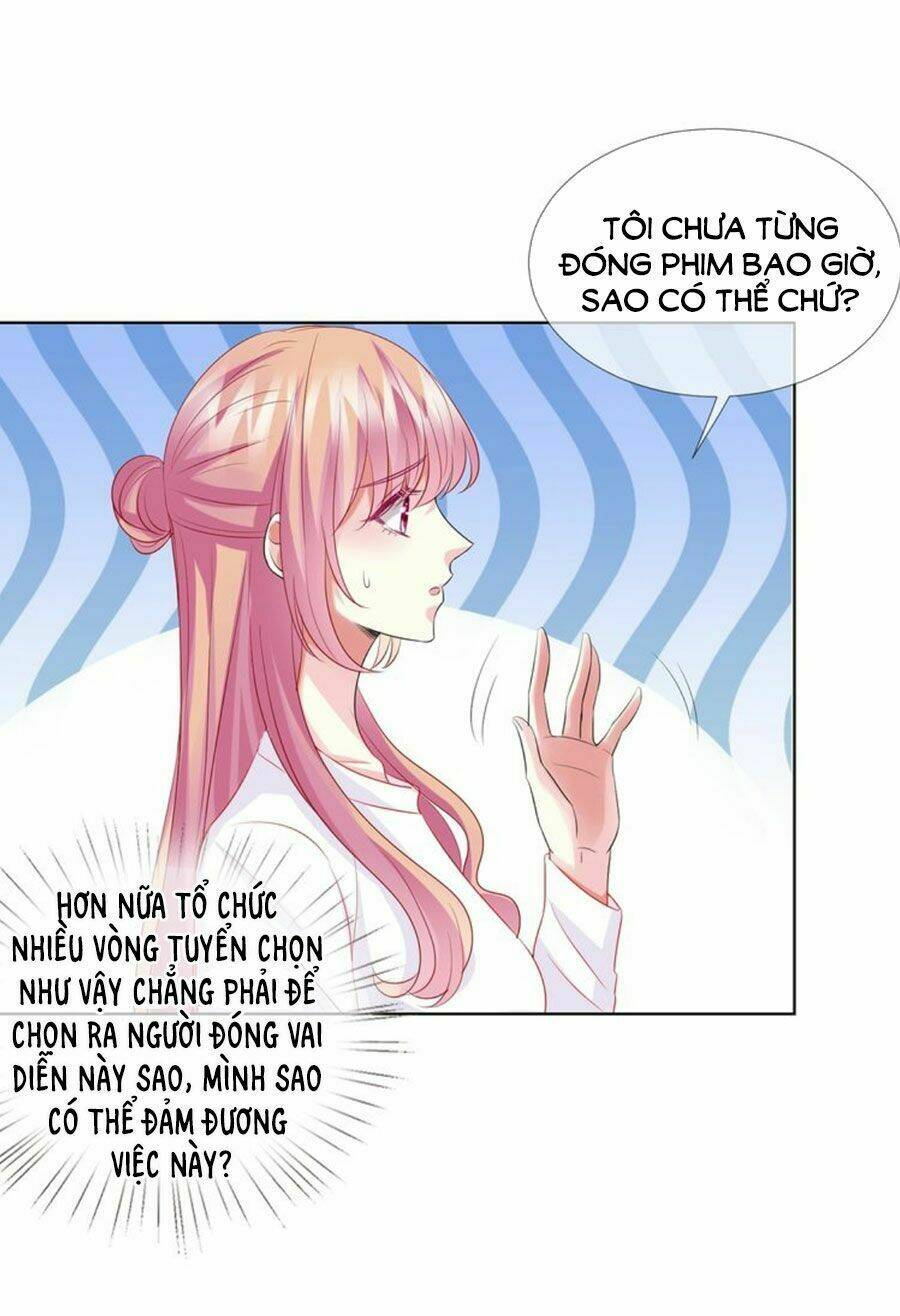 TÔI CHƯA TỪNG
ĐÓNG PHIM BAO GIỜ,
SAO CÓ THỂ CHỨ?
HƠN NỮA TỔ CHỨC
NHIỀU VÒNG TUYỂN CHỌN
NHƯ VẬY CHẲNG PHẢI ĐỂ
CHỌN RA NGƯỜI ĐÓNG VAI
DIỄN NÀY SAO, MÌNH SAO
CÓ THỂ ĐẢM ĐƯƠNG
VIỆC NÀY?